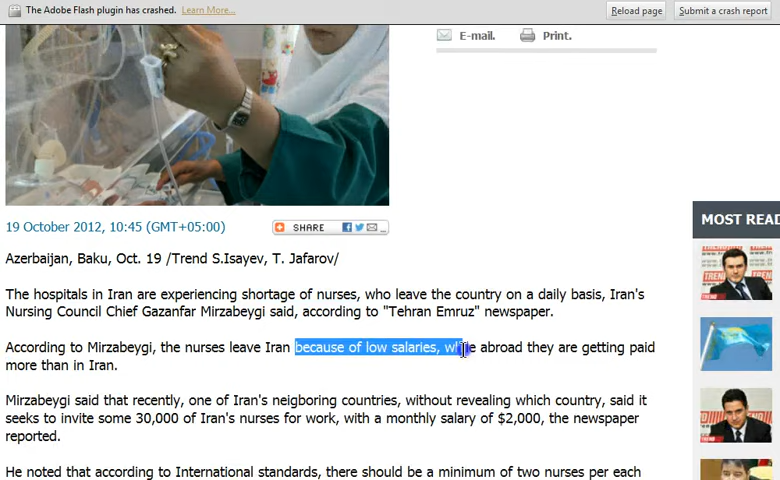 The Adobe Flash plugin has crashed. Learn More...
Reload page
Submit a crash report
E-mail.
Print.
19 October 2012, 10:45 (GMT+05:00)
SHARE
MOST READ
Azerbaijan, Baku, Oct. 19 /Trend S.Isayev, T. Jafarov/
The hospitals in Iran are experiencing shortage of nurses, who leave the country on a daily basis, Iran's
Nursing Council Chief Gazanfar Mirzabeygi said, according to "Tehran Emruz" newspaper.
According to Mirzabeygi, the nurses leave Iran because of low salaries, while abroad they are getting paid
more than in Iran.
Mirzabeygi said that recently, one of Iran's neigboring countries, without revealing which country, said it
seeks to invite some 30,000 of Iran's nurses for work, with a monthly salary of $2,000, the newspaper
reported.
He noted that according to International standards, there should be a minimum of two nurses per each